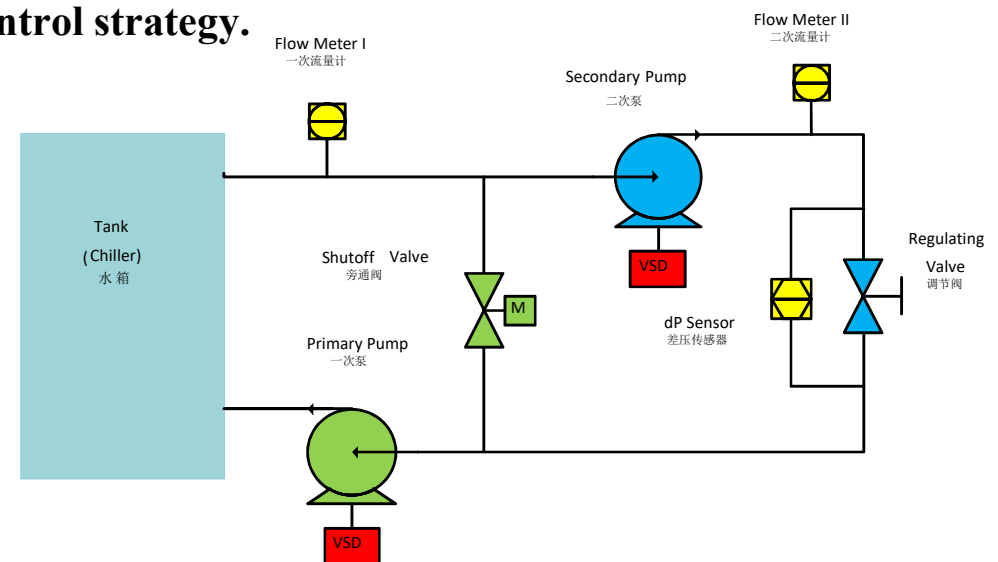 ntrol strategy.
Flow Meter I
一次流量计
Flow Meter II
二次流量计
Secondary Pump
二次泵
Tank
(Chiller)
水 箱
Shutoff Valve
旁通阀
M
VSD
Regulating
Valve
调节阀
dP Sensor
差压传感器
Primary Pump
一次泵
VSD